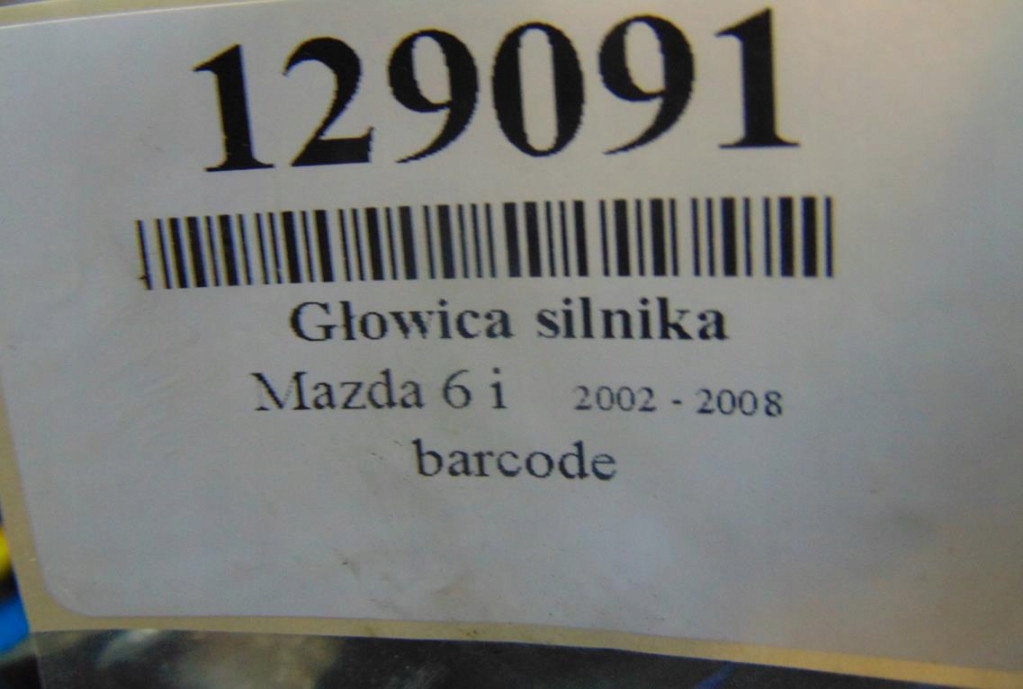 129091
Głowica silnika
Mazda 6 i 2002 - 2008
barcode